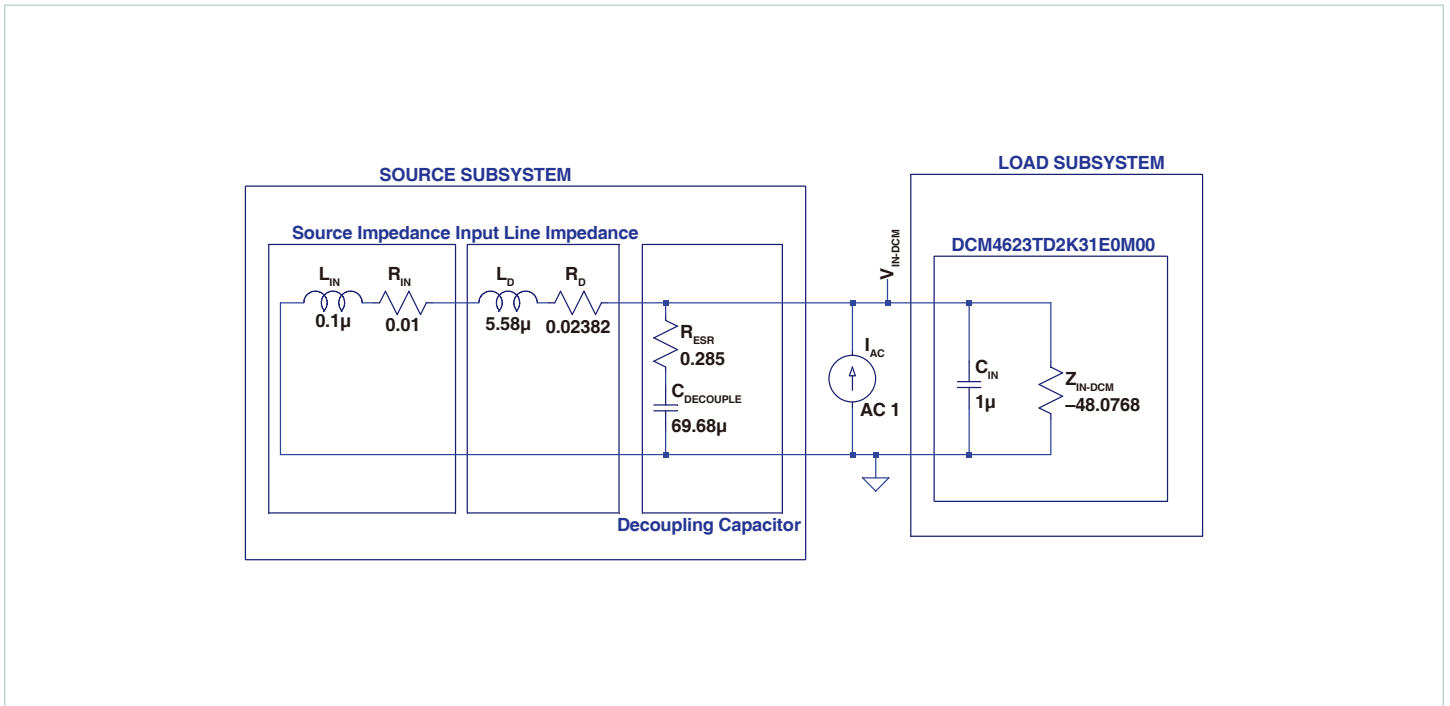 SOURCE SUBSYSTEM
LOAD SUBSYSTEM
Source Impedance Input Line Impedance
DCM4623TD2K31E0M00
V_IN-DCM
L_IN
R_IN
L_D
R_D
0.1µ
0.01
5.58µ
0.02382
R_ESR
0.285
C_DECOUPLE
69.68µ
I_AC
AC 1
C_IN
1µ
Z_IN-DCM
–48.0768
Decoupling Capacitor